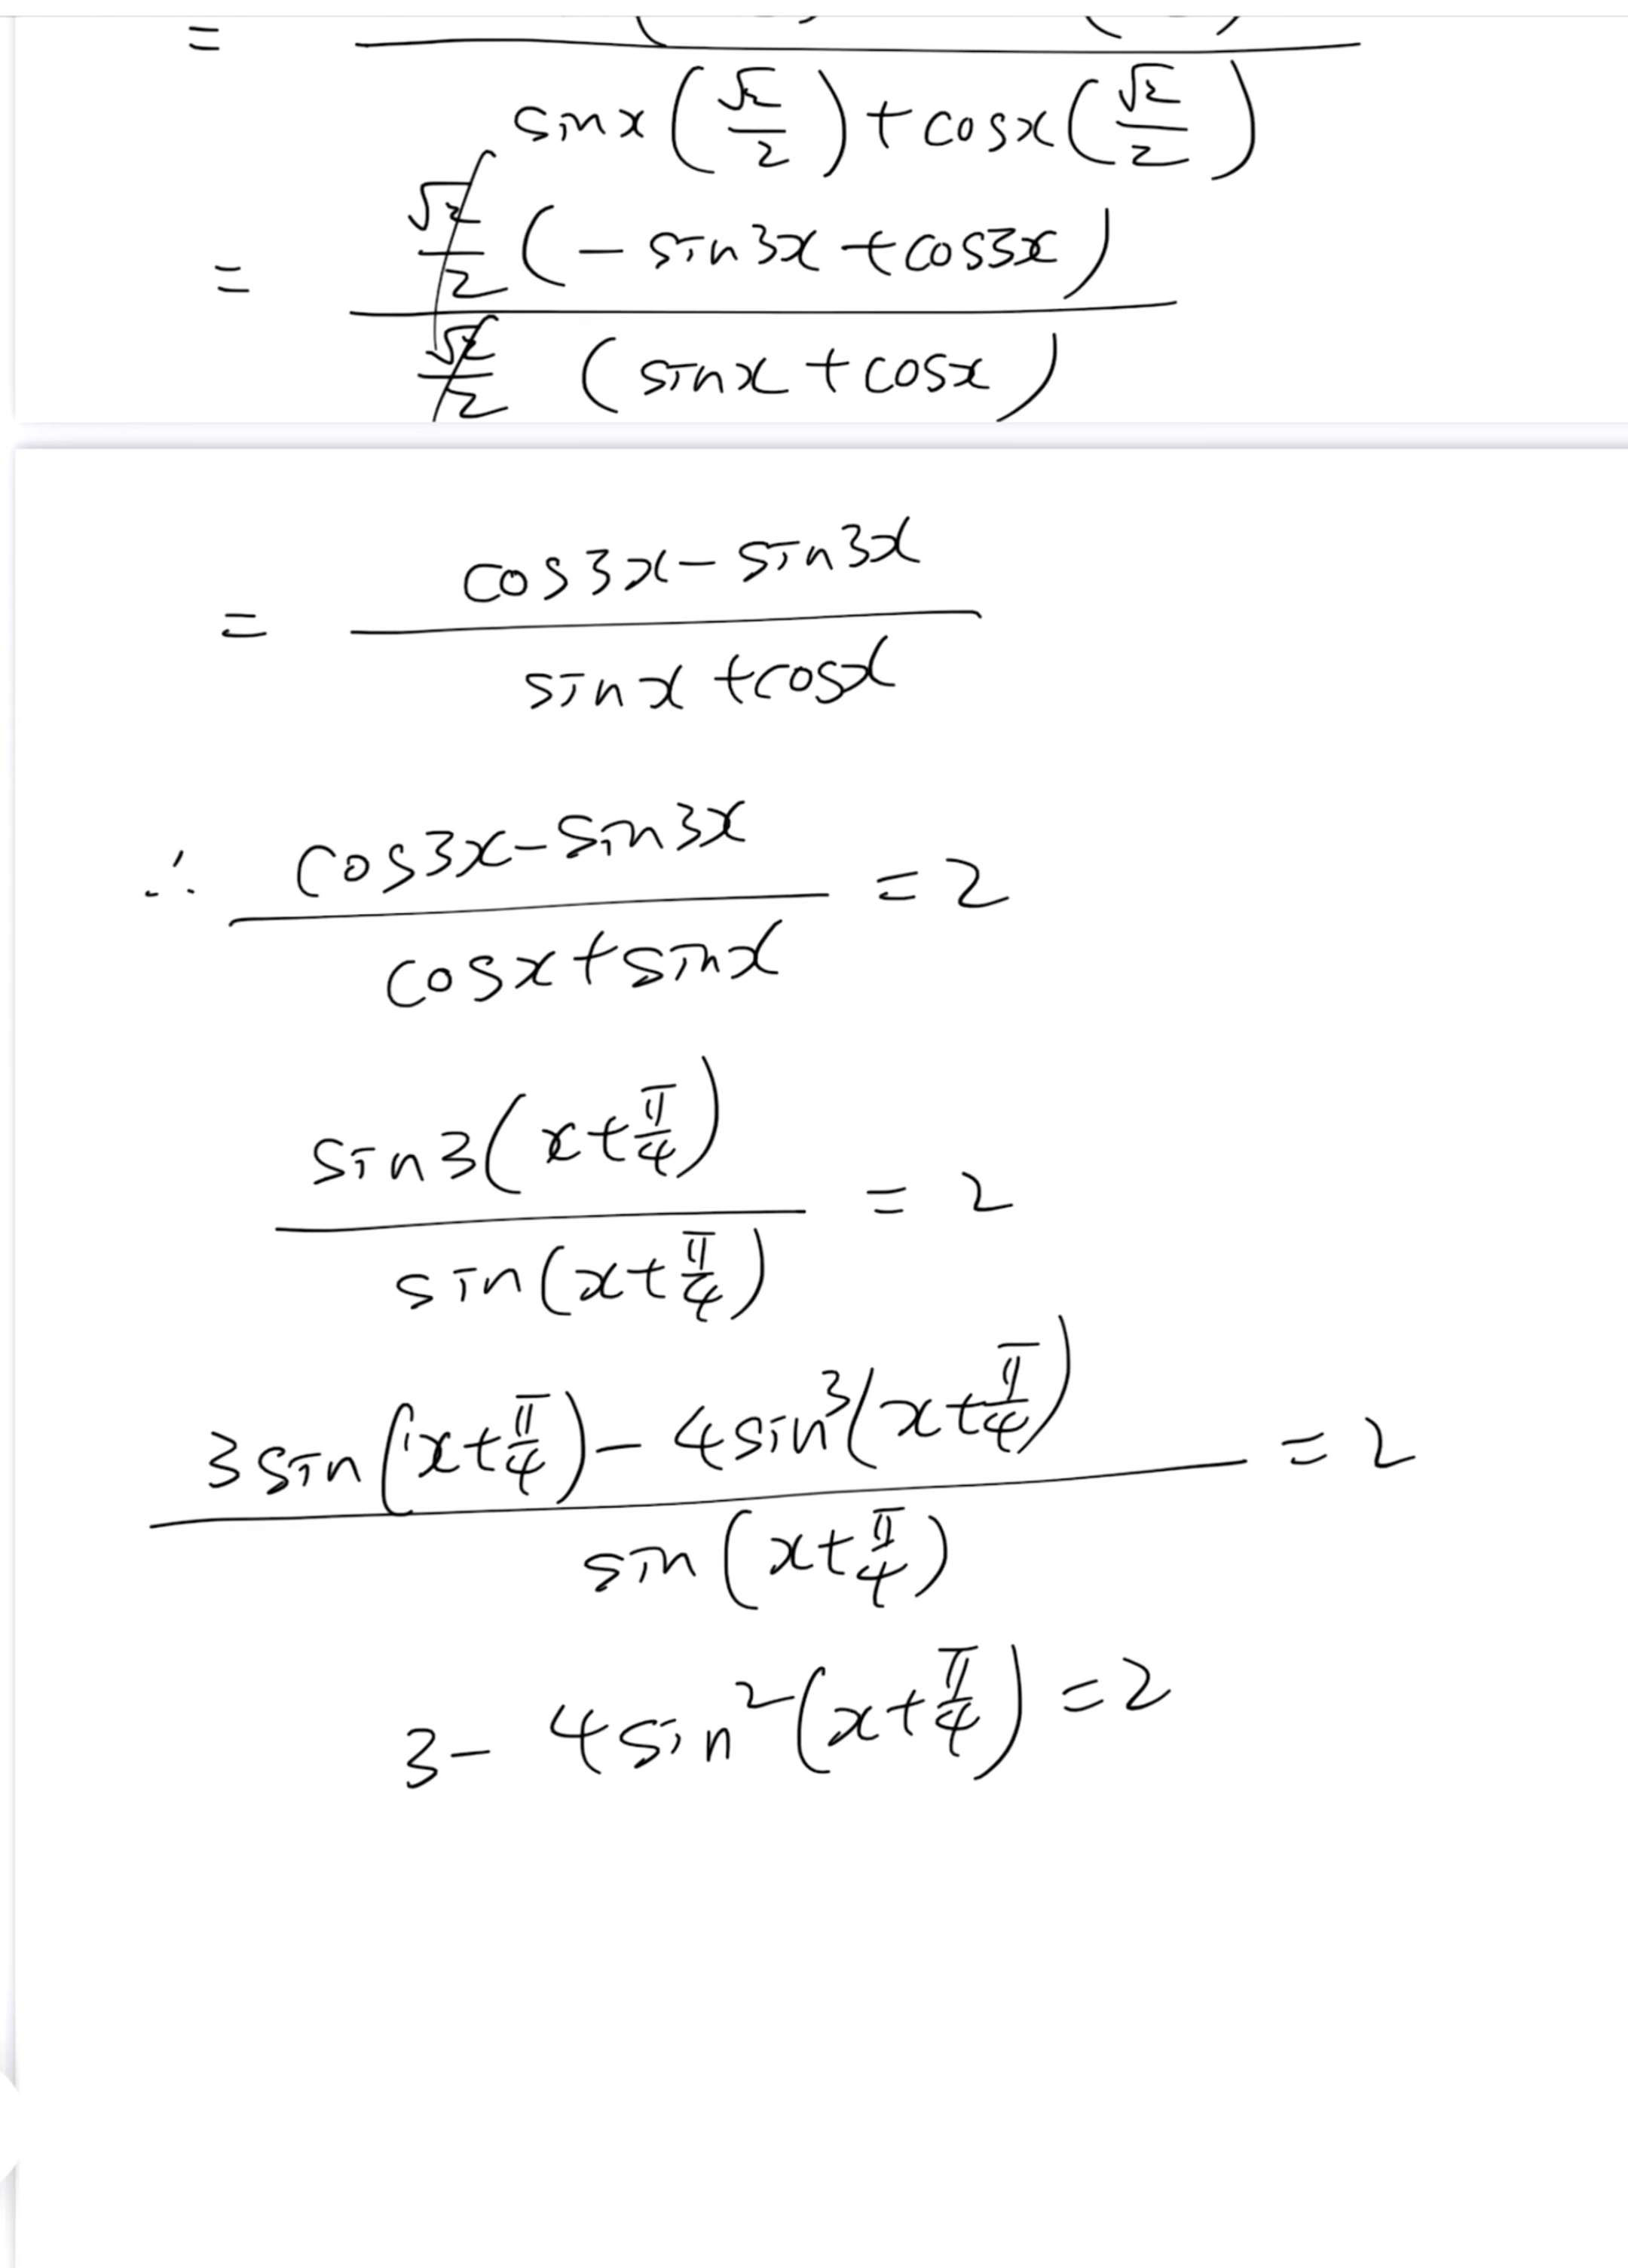 =
sinx(√2/2)+cosx(√2/2)
= √2/2 (-sin3x+cos3x) / √2/2 (sinx+cosx)
= cos3x-sin3x / sinx+cosx
∴ cos3x-sin3x / cosx+sinx =2
sin3(x+π/4) / sin(x+π/4) = 2
3sin(x+π/4)-4sin³(x+π/4) / sin(x+π/4) =2
3-4sin²(x+π/4)=2